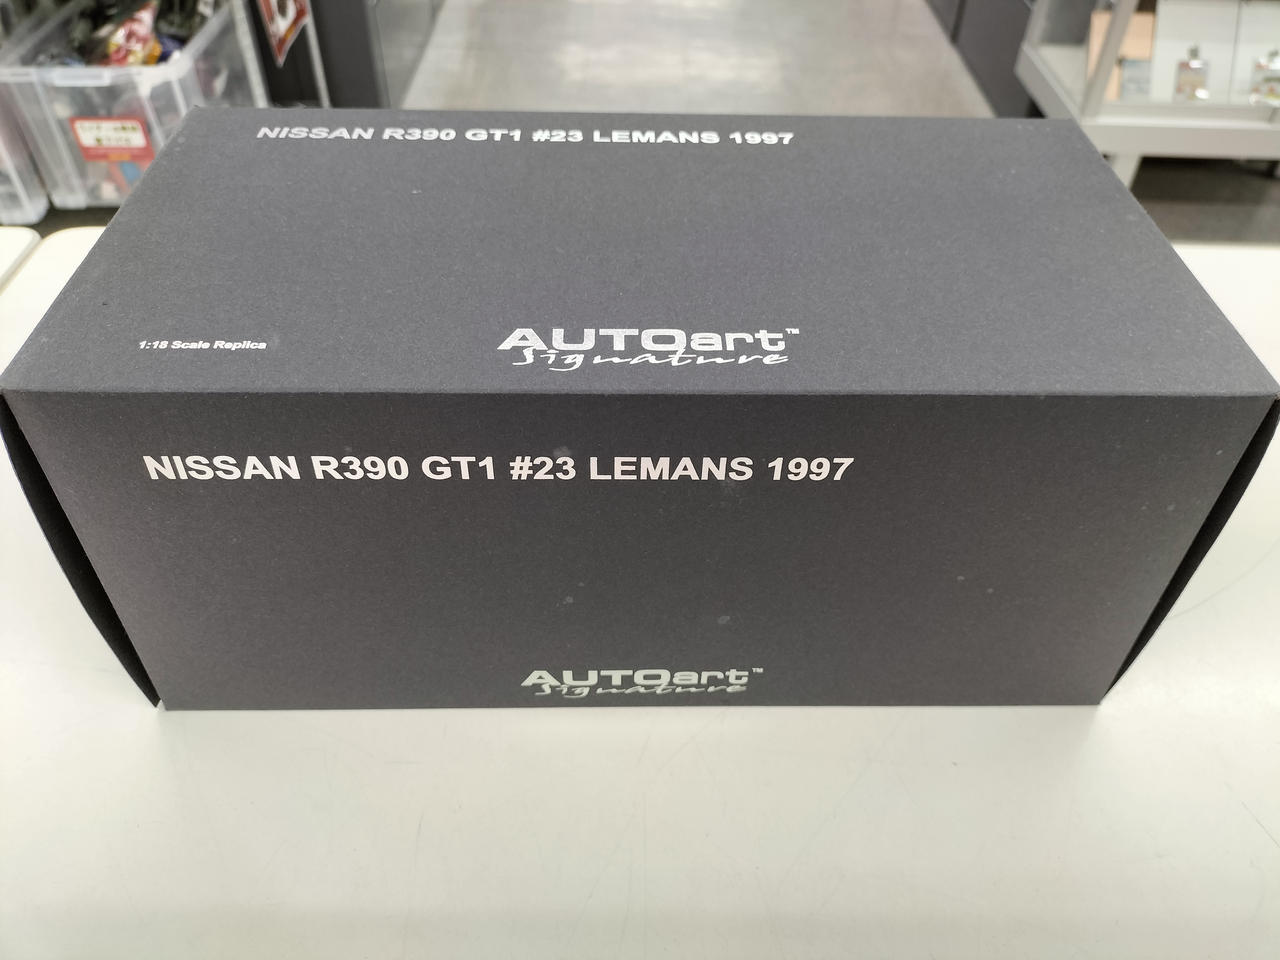 NISSAN R390 GT1 #23 LEMANS 1997
1:18 Scale Replica
AUTOart™
Signature
NISSAN R390 GT1 #23 LEMANS 1997
AUTOart™
Signature